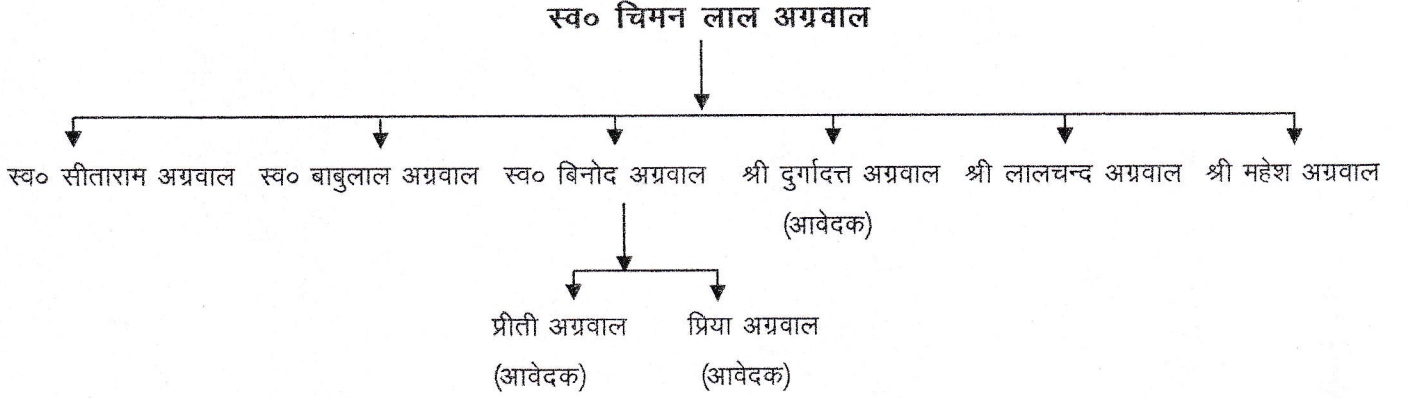 स्व० चिमन लाल अग्रवाल
स्व० सीताराम अग्रवाल स्व० बाबुलाल अग्रवाल स्व० बिनोद अग्रवाल श्री दुर्गादत्त अग्रवाल श्री लालचन्द अग्रवाल श्री महेश अग्रवाल
(आवेदक)
प्रीती अग्रवाल प्रिया अग्रवाल
(आवेदक) (आवेदक)